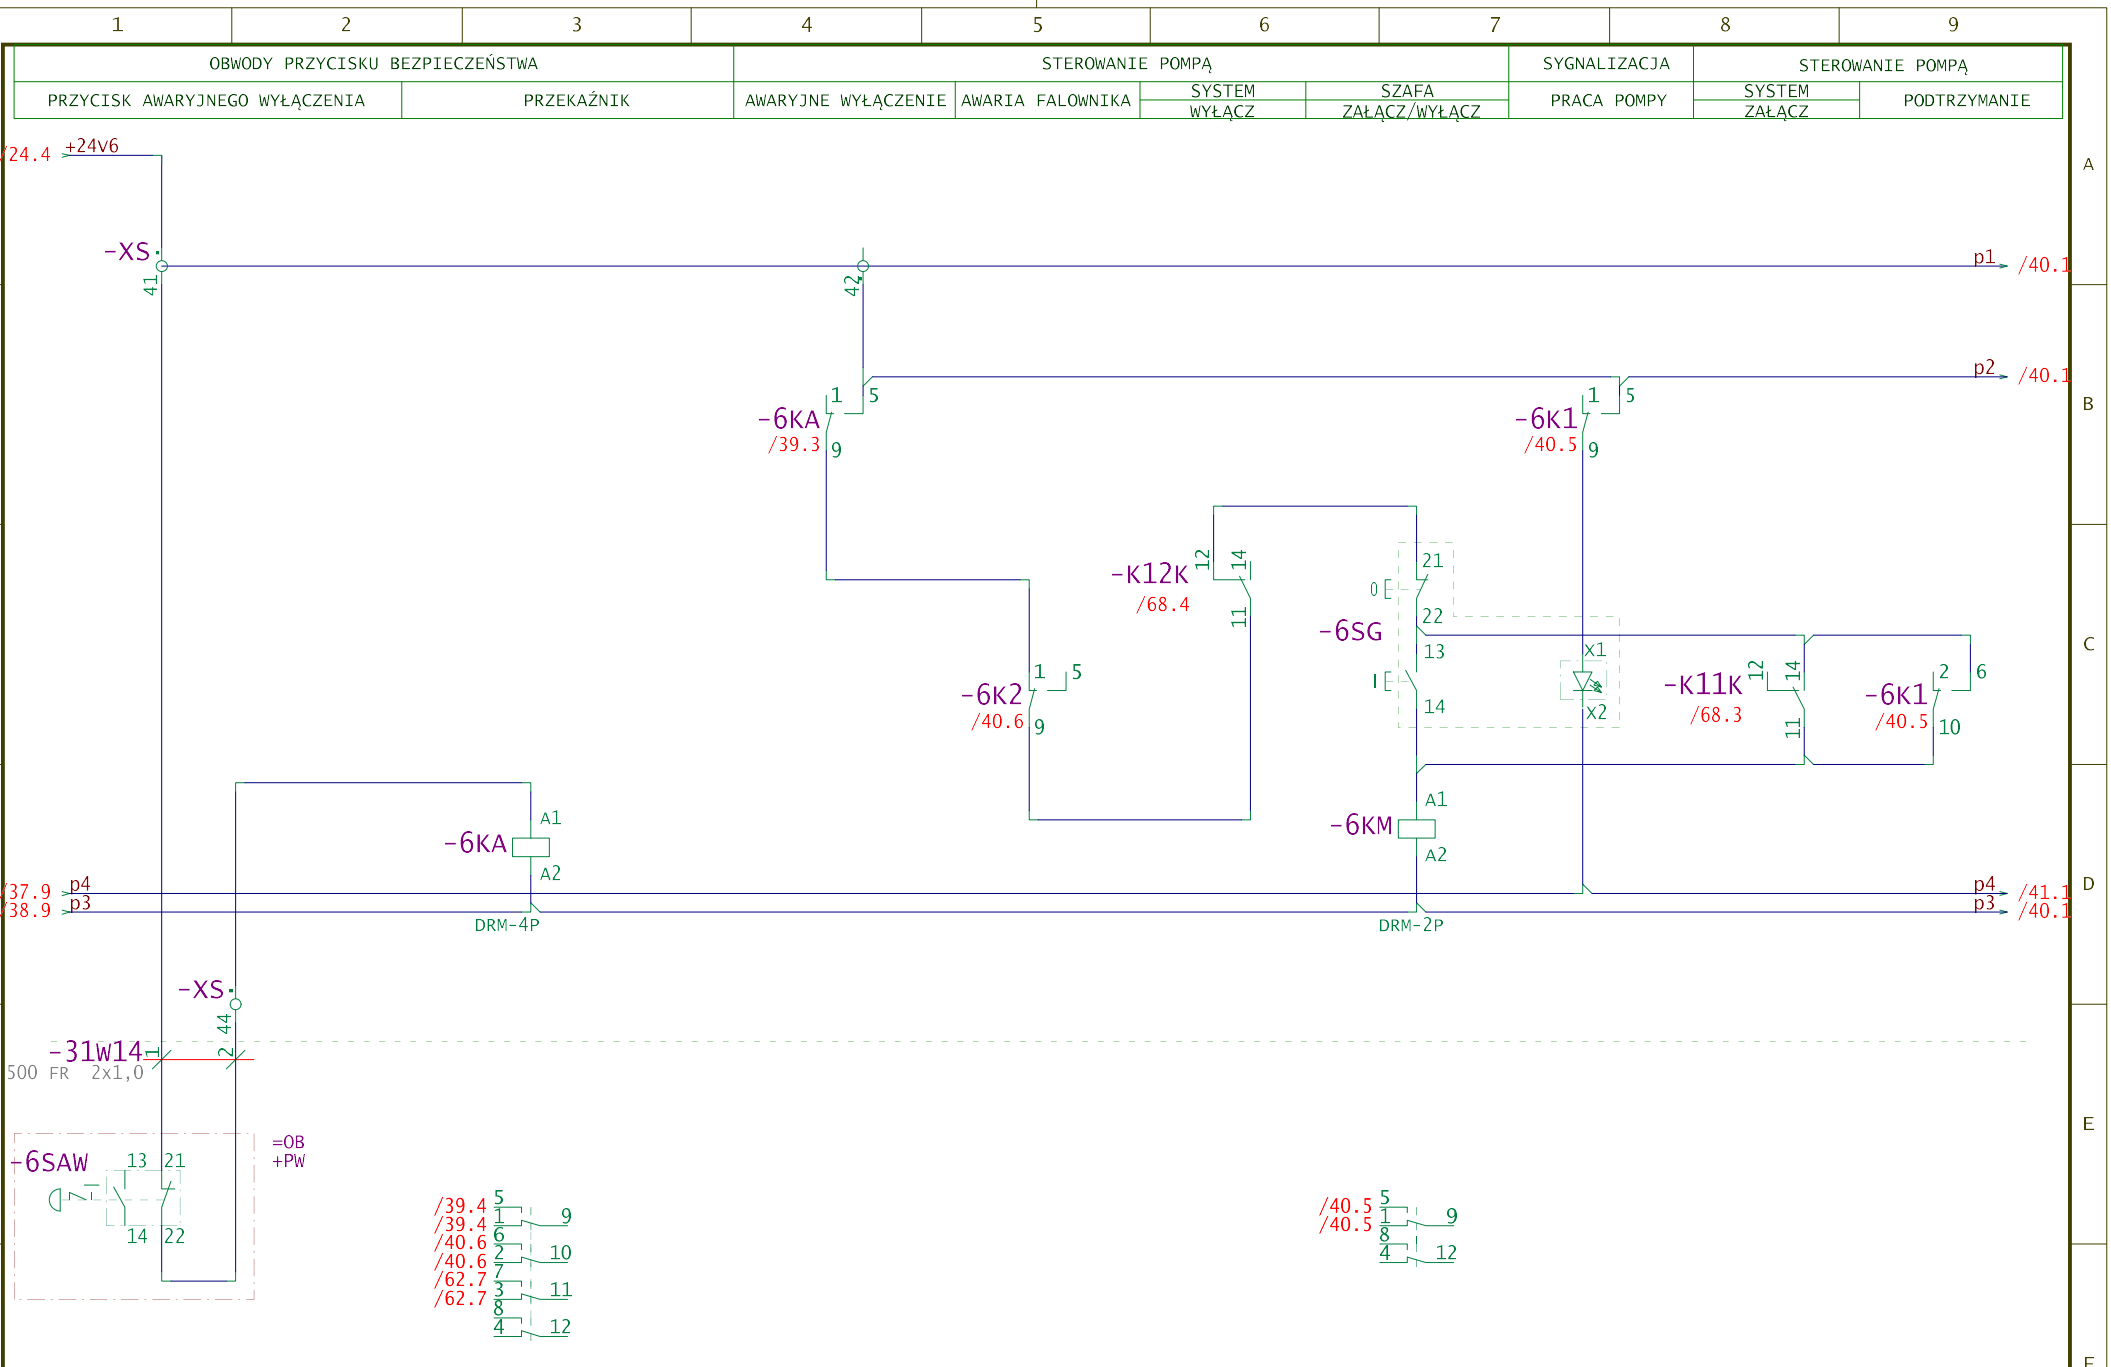 1 2 3 4 5 6 7 8 9
OBWODY PRZYCISKU BEZPIECZEŃSTWA STEROWANIE POMPĄ SYGNALIZACJA STEROWANIE POMPĄ
PRZYCISK AWARYJNEGO WYŁĄCZENIA PRZEKAŹNIK AWARYJNE WYŁĄCZENIE AWARIA FALOWNIKA SYSTEM SZAFA PRACA POMPY SYSTEM PODTRZYMANIE
WYŁĄCZ ZAŁĄCZ/WYŁĄCZ ZAŁĄCZ
/24.4 +24V6
A
-XS
41
42
p1 /40.1
p2 /40.1
1 5
-6KA
/39.3 9
1 5
-6K1
/40.5 9
B
12 14
-K12K
/68.4
11
21
0
22
-6SG
13
I
14
X1
X2
C
1 5
-6K2
/40.6 9
12 14
-K11K
/68.3
11
2 6
-6K1
/40.5 10
A1
-6KA
A2
A1
-6KM
A2
/37.9 p4
p4 /41.1
D
/38.9 p3
p3 /40.1
DRM-4P DRM-2P
-XS
44
-31W14 1 2
500 FR 2x1,0
E
=OB
+PW
-6SAW 13 21
14 22
/39.4 5
/39.4 1 9
/40.6 6
/40.6 2 10
/62.7 7
/62.7 3 11
8
4 12
/40.5 5
/40.5 1 9
8
4 12